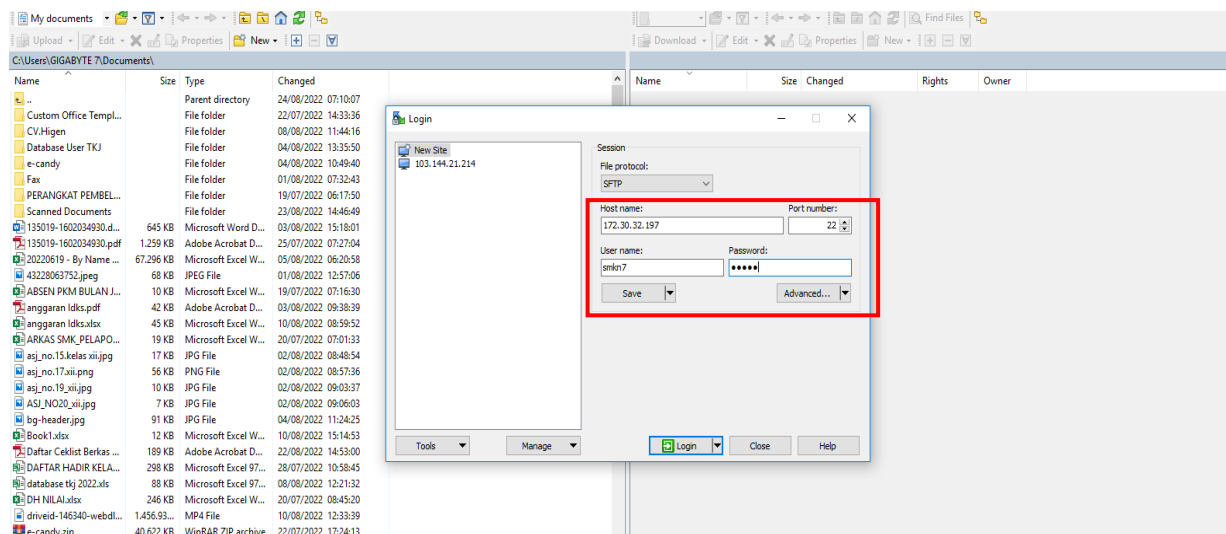 My documents
Find Files
Upload Edit Properties New
Download Edit Properties New
C:\Users\GIGABYTE 7\Documents\
Name Size Type Changed
Name Size Changed Rights Owner
.. Parent directory 24/08/2022 07:10:07
Custom Office Templ... File folder 22/07/2022 14:33:36
CV.Higen File folder 08/08/2022 11:44:16
Database User TKJ File folder 04/08/2022 13:35:50
e-candy File folder 04/08/2022 10:49:40
Fax File folder 01/08/2022 07:32:43
PERANGKAT PEMBEL... File folder 19/07/2022 06:17:50
Scanned Documents File folder 23/08/2022 14:46:49
135019-1602034930.d... 645 KB Microsoft Word D... 03/08/2022 15:18:01
135019-1602034930.pdf 1.259 KB Adobe Acrobat D... 25/07/2022 07:27:04
20220619 - By Name ... 67.296 KB Microsoft Excel W... 05/08/2022 06:20:58
43228063752.jpeg 68 KB JPEG File 01/08/2022 12:57:06
ABSEN PKM BULAN J... 10 KB Microsoft Excel W... 19/07/2022 07:16:30
anggaran ldks.pdf 42 KB Adobe Acrobat D... 03/08/2022 09:38:39
anggaran ldks.xlsx 45 KB Microsoft Excel W... 10/08/2022 08:59:52
ARKAS SMK_PELAPO... 19 KB Microsoft Excel W... 20/07/2022 07:01:33
asj_no.15.kelas xii.jpg 17 KB JPG File 02/08/2022 08:48:54
asj_no.17.xii.png 56 KB PNG File 02/08/2022 08:57:36
asj_no.19_xii.jpg 10 KB JPG File 02/08/2022 09:03:37
ASJ_NO20_xii.jpg 7 KB JPG File 02/08/2022 09:06:03
bg-header.jpg 91 KB JPG File 04/08/2022 11:24:25
Book1.xlsx 12 KB Microsoft Excel W... 10/08/2022 15:14:53
Daftar Ceklist Berkas ... 189 KB Adobe Acrobat D... 22/08/2022 14:53:00
DAFTAR HADIR KELA... 298 KB Microsoft Excel 97... 28/07/2022 10:58:45
database tkj 2022.xls 88 KB Microsoft Excel 97... 08/08/2022 12:21:32
DH NILAI.xlsx 246 KB Microsoft Excel W... 20/07/2022 08:45:20
driveid-146340-webdl... 1.456.93... MP4 File 10/08/2022 12:33:39
e-candy.zip 40.622 KB WinRAR ZIP archive 22/07/2022 17:24:13
Login
New Site
103.144.21.214
Session
File protocol:
SFTP
Host name: Port number:
172.30.32.197 22
User name: Password:
smkn7 •••••
Save Advanced...
Tools Manage Login Close Help